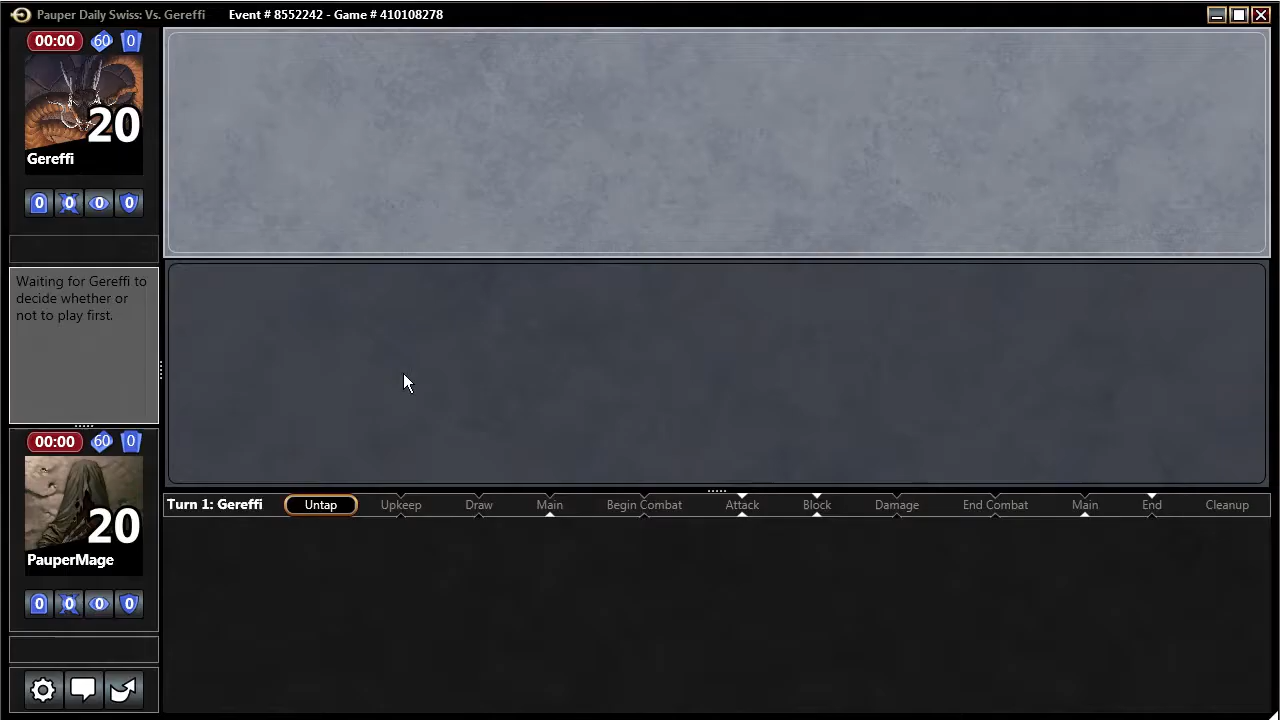 Pauper Daily Swiss: Vs. Gereffi Event # 8552242 - Game # 410108278
00:00 60 0
20
Gereffi
0 0 0 0
Waiting for Gereffi to
decide whether or
not to play first.
00:00 60 0
20
PauperMage
0 0 0 0
Turn 1: Gereffi Untap Upkeep Draw Main Begin Combat Attack Block Damage End Combat Main End Cleanup